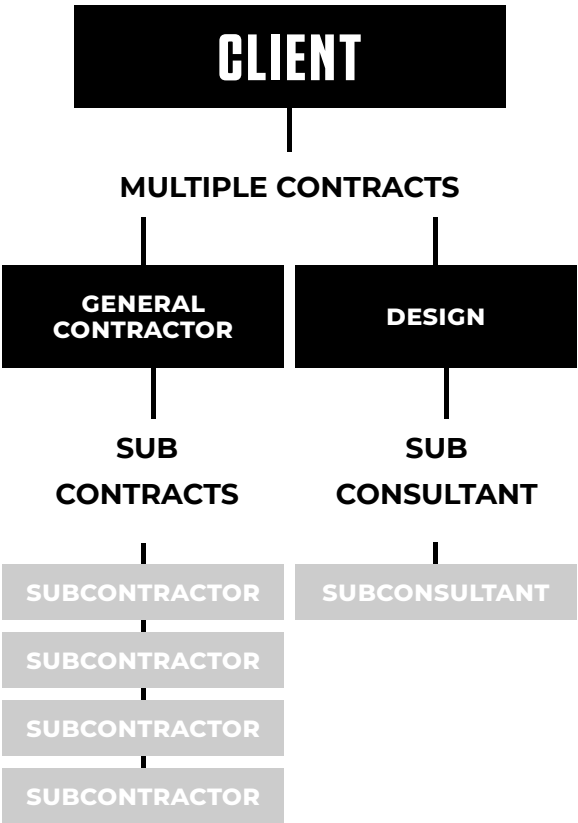 CLIENT
MULTIPLE CONTRACTS
GENERAL
CONTRACTOR
DESIGN
SUB
CONTRACTS
SUB
CONSULTANT
SUBCONTRACTOR
SUBCONSULTANT
SUBCONTRACTOR
SUBCONTRACTOR
SUBCONTRACTOR